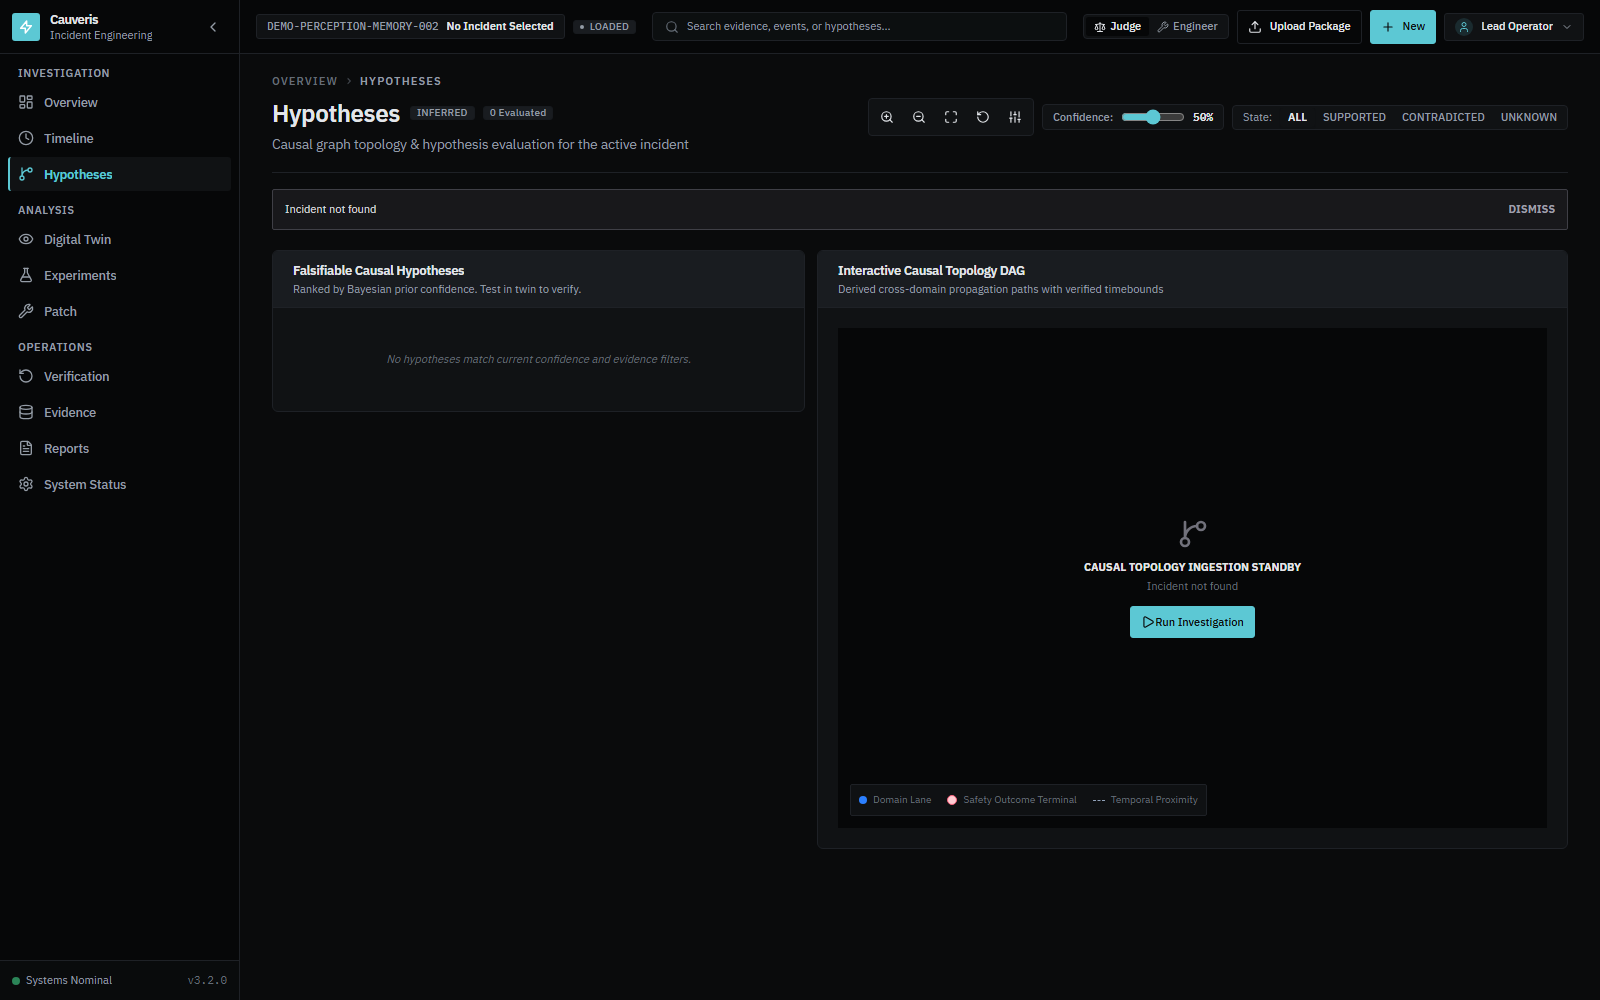 Cauveris
Incident Engineering
DEMO-PERCEPTION-MEMORY-002 No Incident Selected
LOADED
Search evidence, events, or hypotheses...
Judge
Engineer
Upload Package
New
Lead Operator
INVESTIGATION
Overview
Timeline
Hypotheses
ANALYSIS
Digital Twin
Experiments
Patch
OPERATIONS
Verification
Evidence
Reports
System Status
Systems Nominal
v3.2.0
OVERVIEW > HYPOTHESES
Hypotheses
INFERRED
0 Evaluated
Causal graph topology & hypothesis evaluation for the active incident
Confidence: 50%
State: ALL SUPPORTED CONTRADICTED UNKNOWN
Incident not found
DISMISS
Falsifiable Causal Hypotheses
Ranked by Bayesian prior confidence. Test in twin to verify.
No hypotheses match current confidence and evidence filters.
Interactive Causal Topology DAG
Derived cross-domain propagation paths with verified timebounds
CAUSAL TOPOLOGY INGESTION STANDBY
Incident not found
Run Investigation
Domain Lane
Safety Outcome Terminal
--- Temporal Proximity